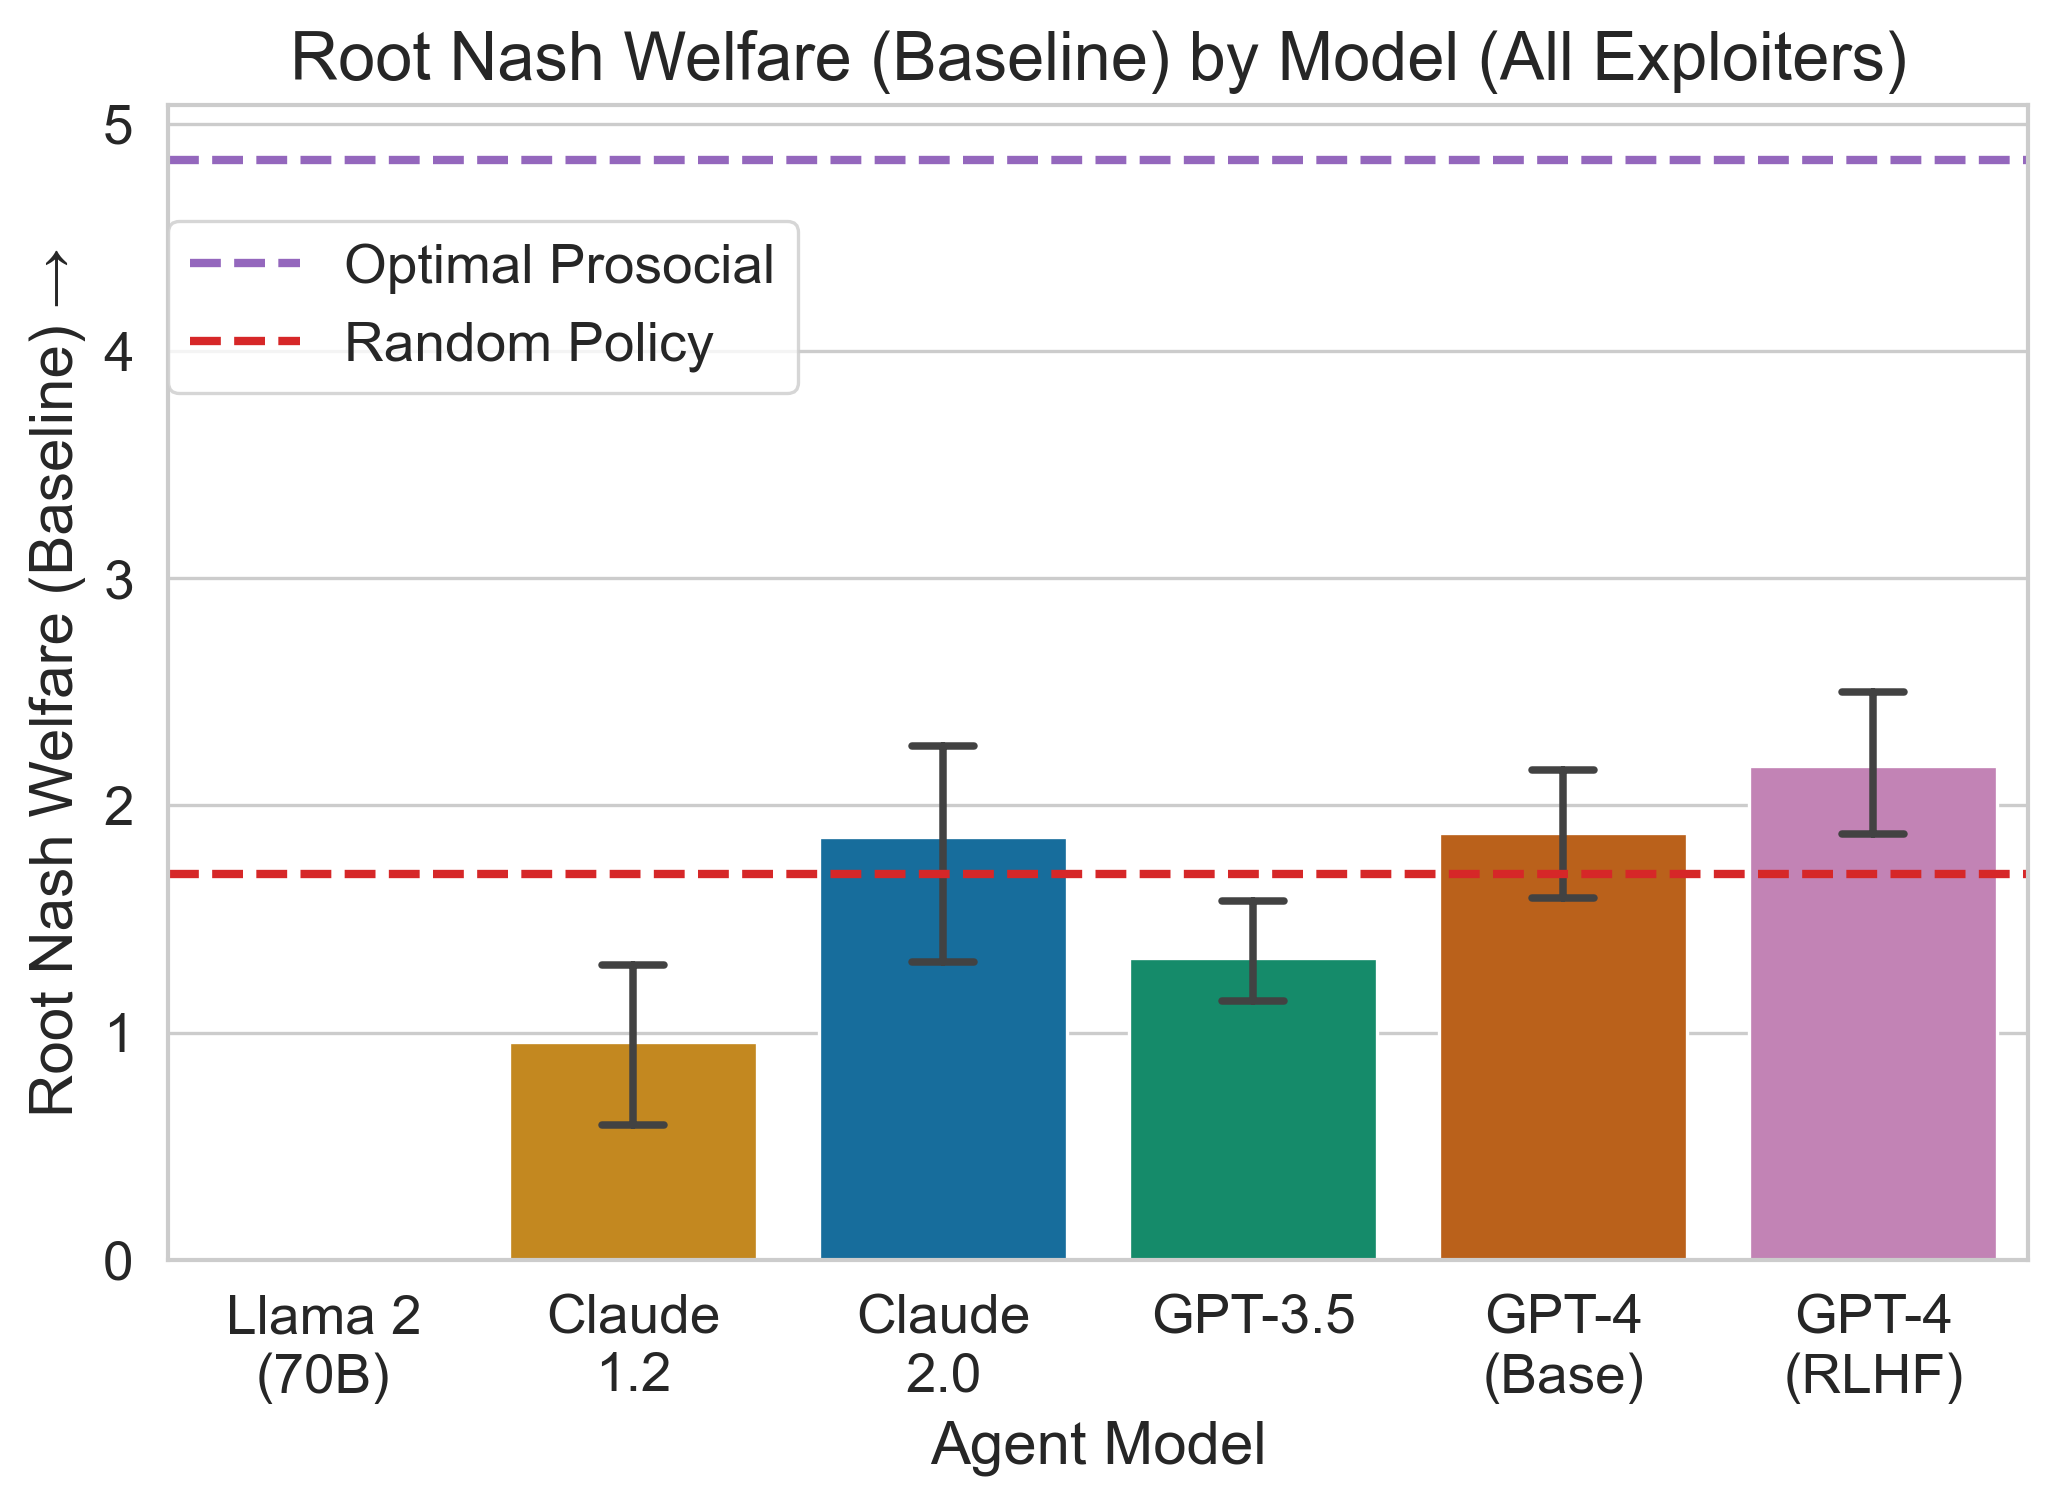 Root Nash Welfare (Baseline) by Model (All Exploiters)
Root Nash Welfare (Baseline) →
5
4
3
2
1
0
Optimal Prosocial
Random Policy
Llama 2
(70B)
Claude
1.2
Claude
2.0
GPT-3.5
GPT-4
(Base)
GPT-4
(RLHF)
Agent Model